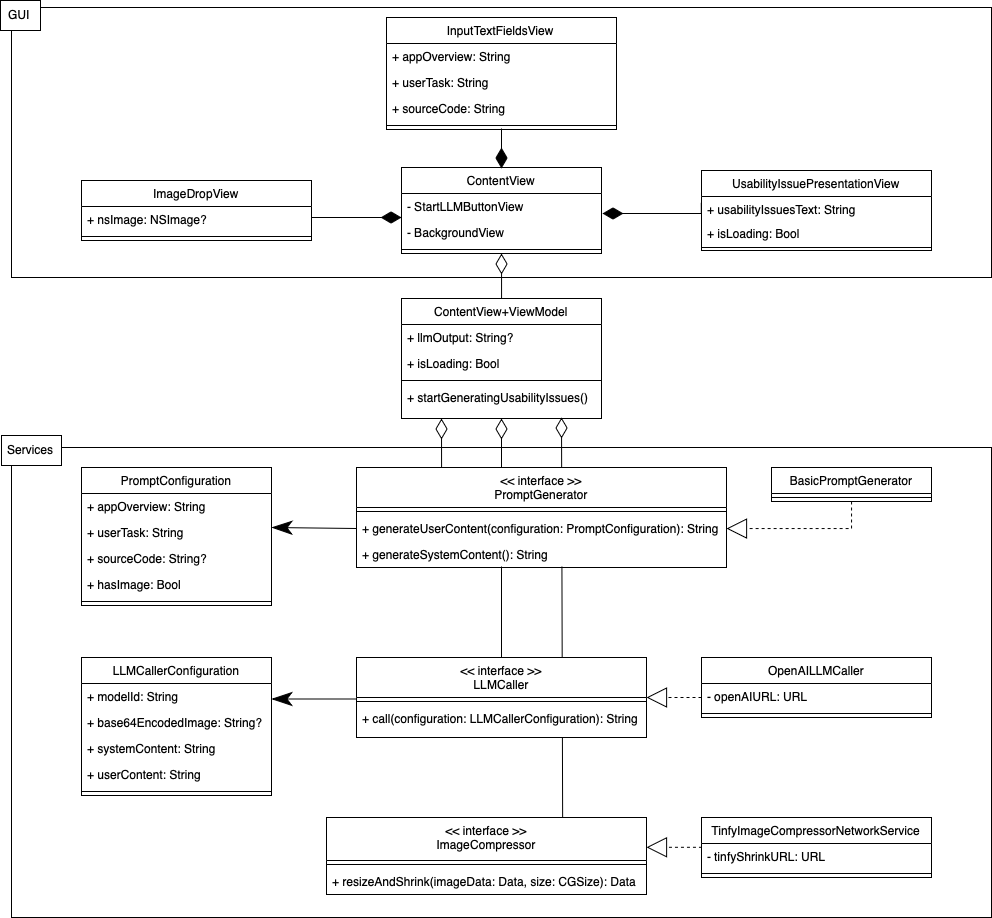 GUI
InputTextFieldsView
+ appOverview: String
+ userTask: String
+ sourceCode: String
ImageDropView
+ nsImage: NSImage?
ContentView
- StartLLMButtonView
- BackgroundView
UsabilityIssuePresentationView
+ usabilityIssuesText: String
+ isLoading: Bool
ContentView+ViewModel
+ llmOutput: String?
+ isLoading: Bool
+ startGeneratingUsabilityIssues()
Services
PromptConfiguration
+ appOverview: String
+ userTask: String
+ sourceCode: String?
+ hasImage: Bool
<< interface >>
PromptGenerator
+ generateUserContent(configuration: PromptConfiguration): String
+ generateSystemContent(): String
BasicPromptGenerator
LLMCallerConfiguration
+ modelId: String
+ base64EncodedImage: String?
+ systemContent: String
+ userContent: String
<< interface >>
LLMCaller
+ call(configuration: LLMCallerConfiguration): String
OpenAILLMCaller
- openAIURL: URL
<< interface >>
ImageCompressor
+ resizeAndShrink(imageData: Data, size: CGSize): Data
TinfyImageCompressorNetworkService
- tinfyShrinkURL: URL